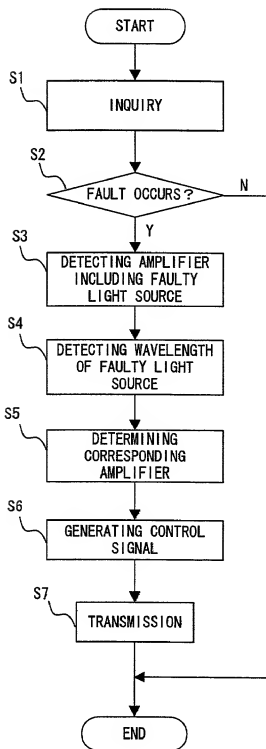 START
S1
INQUIRY
S2
FAULT OCCURS?
N
Y
S3
DETECTING AMPLIFIER
INCLUDING FAULTY
LIGHT SOURCE
S4
DETECTING WAVELENGTH
OF FAULTY LIGHT
SOURCE
S5
DETERMINING
CORRESPONDING
AMPLIFIER
S6
GENERATING CONTROL
SIGNAL
S7
TRANSMISSION
END